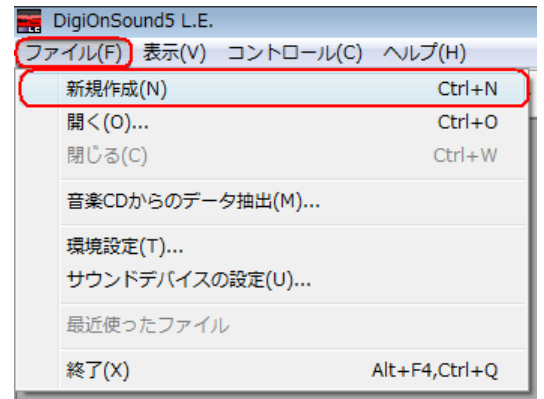 DigiOnSound5 L.E.
ファイル(F) 表示(V) コントロール(C) ヘルプ(H)
新規作成(N) Ctrl+N
開く(O)... Ctrl+O
閉じる(C) Ctrl+W
音楽CDからのデータ抽出(M)...
環境設定(T)...
サウンドデバイスの設定(U)...
最近使ったファイル
終了(X) Alt+F4,Ctrl+Q